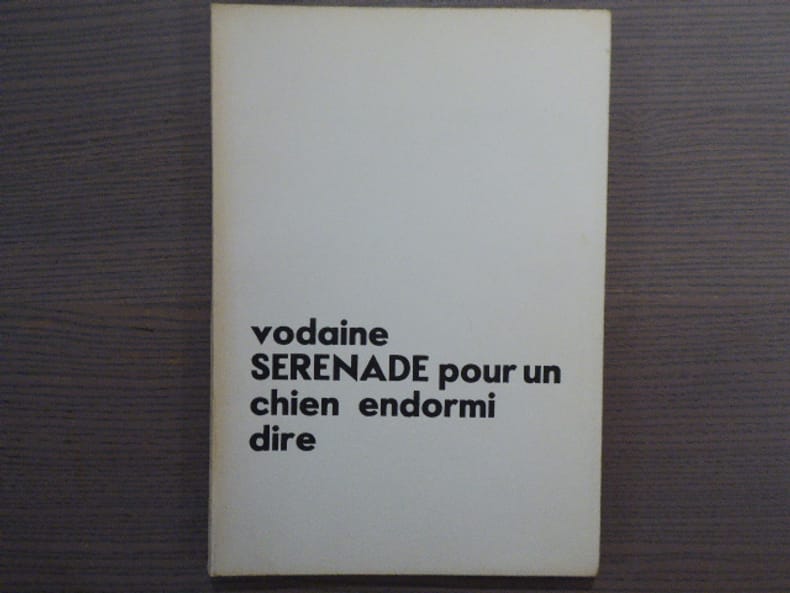 vodaine
SERENADE pour un
chien endormi
dire